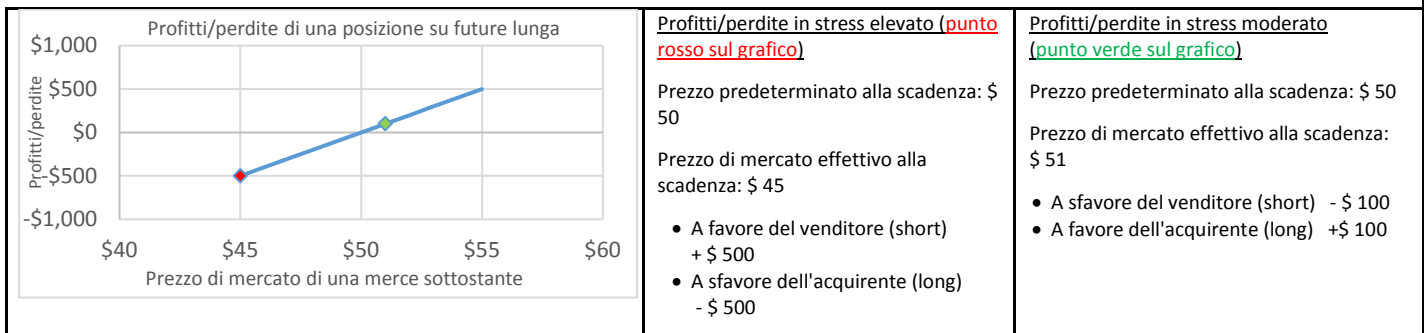 Profitti/perdite di una posizione su future lunga
$1,000
$500
$0
-$500
-$1,000
Profitti/perdite
$40 $45 $50 $55 $60
Prezzo di mercato di una merce sottostante
Profitti/perdite in stress elevato (punto
rosso sul grafico)
Prezzo predeterminato alla scadenza: $
50
Prezzo di mercato effettivo alla
scadenza: $ 45
• A favore del venditore (short)
+ $ 500
• A sfavore dell'acquirente (long)
- $ 500
Profitti/perdite in stress moderato
(punto verde sul grafico)
Prezzo predeterminato alla scadenza: $ 50
Prezzo di mercato effettivo alla scadenza:
$ 51
• A sfavore del venditore (short) - $ 100
• A favore dell'acquirente (long) +$ 100